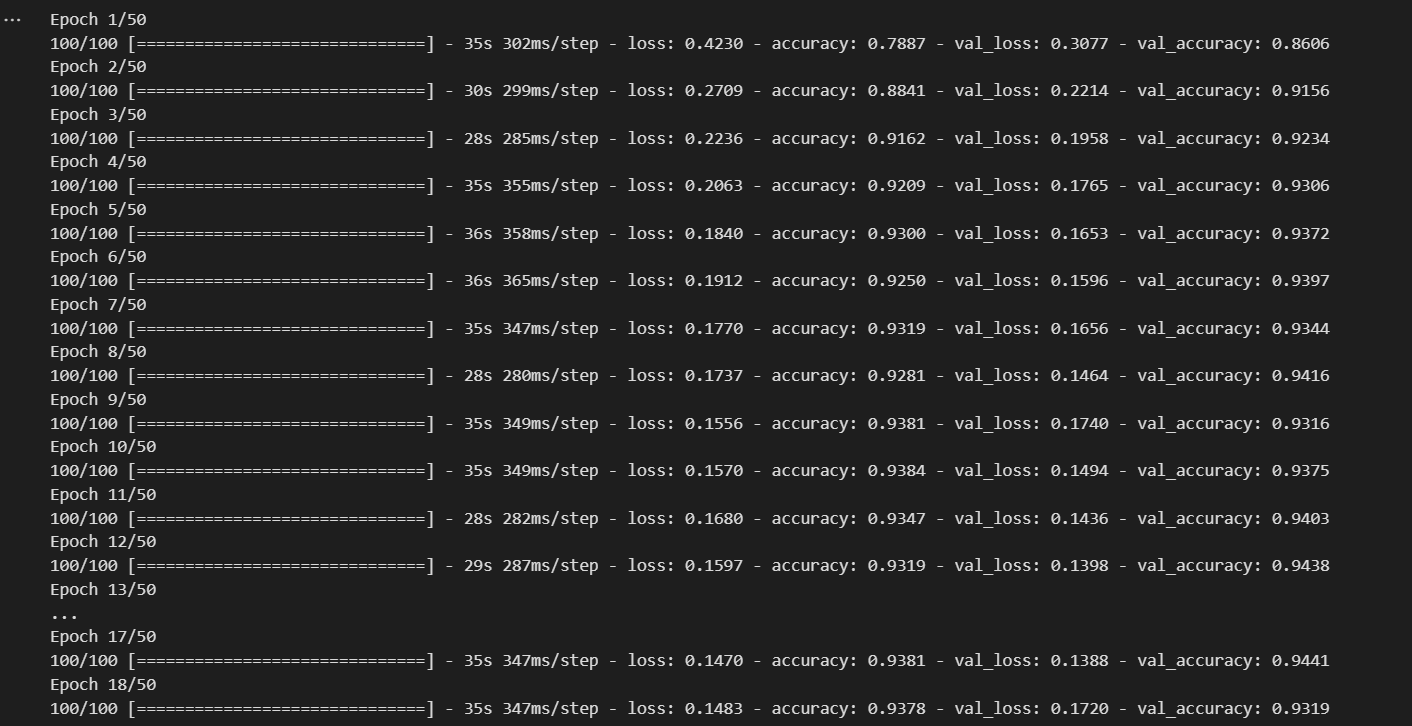 ... Epoch 1/50
100/100 [==============================] - 35s 302ms/step - loss: 0.4230 - accuracy: 0.7887 - val_loss: 0.3077 - val_accuracy: 0.8606
Epoch 2/50
100/100 [==============================] - 30s 299ms/step - loss: 0.2709 - accuracy: 0.8841 - val_loss: 0.2214 - val_accuracy: 0.9156
Epoch 3/50
100/100 [==============================] - 28s 285ms/step - loss: 0.2236 - accuracy: 0.9162 - val_loss: 0.1958 - val_accuracy: 0.9234
Epoch 4/50
100/100 [==============================] - 35s 355ms/step - loss: 0.2063 - accuracy: 0.9209 - val_loss: 0.1765 - val_accuracy: 0.9306
Epoch 5/50
100/100 [==============================] - 36s 358ms/step - loss: 0.1840 - accuracy: 0.9300 - val_loss: 0.1653 - val_accuracy: 0.9372
Epoch 6/50
100/100 [==============================] - 36s 365ms/step - loss: 0.1912 - accuracy: 0.9250 - val_loss: 0.1596 - val_accuracy: 0.9397
Epoch 7/50
100/100 [==============================] - 35s 347ms/step - loss: 0.1770 - accuracy: 0.9319 - val_loss: 0.1656 - val_accuracy: 0.9344
Epoch 8/50
100/100 [==============================] - 28s 280ms/step - loss: 0.1737 - accuracy: 0.9281 - val_loss: 0.1464 - val_accuracy: 0.9416
Epoch 9/50
100/100 [==============================] - 35s 349ms/step - loss: 0.1556 - accuracy: 0.9381 - val_loss: 0.1740 - val_accuracy: 0.9316
Epoch 10/50
100/100 [==============================] - 35s 349ms/step - loss: 0.1570 - accuracy: 0.9384 - val_loss: 0.1494 - val_accuracy: 0.9375
Epoch 11/50
100/100 [==============================] - 28s 282ms/step - loss: 0.1680 - accuracy: 0.9347 - val_loss: 0.1436 - val_accuracy: 0.9403
Epoch 12/50
100/100 [==============================] - 29s 287ms/step - loss: 0.1597 - accuracy: 0.9319 - val_loss: 0.1398 - val_accuracy: 0.9438
Epoch 13/50
...
Epoch 17/50
100/100 [==============================] - 35s 347ms/step - loss: 0.1470 - accuracy: 0.9381 - val_loss: 0.1388 - val_accuracy: 0.9441
Epoch 18/50
100/100 [==============================] - 35s 347ms/step - loss: 0.1483 - accuracy: 0.9378 - val_loss: 0.1720 - val_accuracy: 0.9319